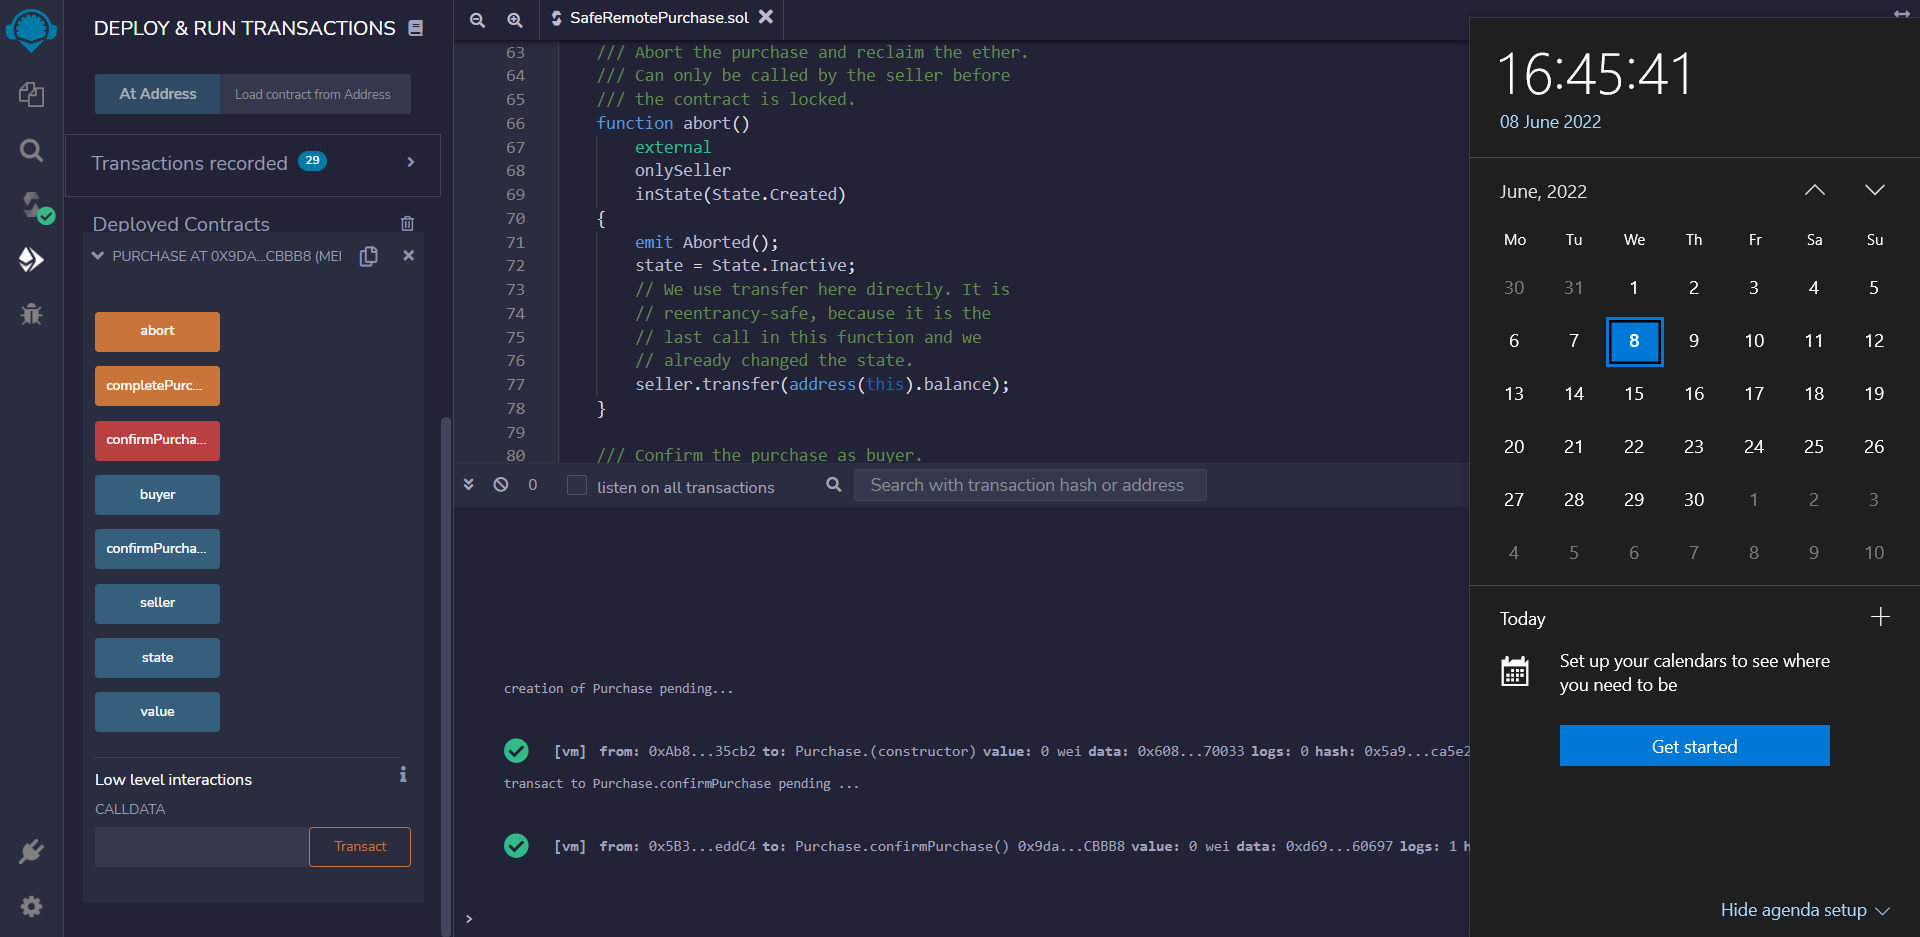 DEPLOY & RUN TRANSACTIONS
At Address
Load contract from Address
Transactions recorded 29
Deployed Contracts
PURCHASE AT 0X9DA...CBBB8 (MEI
abort
completePurc...
confirmPurcha...
buyer
confirmPurcha...
seller
state
value
Low level interactions
CALLDATA
Transact
SafeRemotePurchase.sol
63 /// Abort the purchase and reclaim the ether.
64 /// Can only be called by the seller before
65 /// the contract is locked.
66 function abort()
67 external
68 onlySeller
69 inState(State.Created)
70 {
71 emit Aborted();
72 state = State.Inactive;
73 // We use transfer here directly. It is
74 // reentrancy-safe, because it is the
75 // last call in this function and we
76 // already changed the state.
77 seller.transfer(address(this).balance);
78 }
79
80 /// Confirm the purchase as buyer.
0 listen on all transactions
Search with transaction hash or address
creation of Purchase pending...
[vm] from: 0xAb8...35cb2 to: Purchase.(constructor) value: 0 wei data: 0x608...70033 logs: 0 hash: 0x5a9...ca5e2
transact to Purchase.confirmPurchase pending ...
[vm] from: 0x5B3...eddC4 to: Purchase.confirmPurchase() 0x9da...CBBB8 value: 0 wei data: 0xd69...60697 logs: 1 h
>
16:45:41
08 June 2022
June, 2022
Mo Tu We Th Fr Sa Su
30 31 1 2 3 4 5
6 7 8 9 10 11 12
13 14 15 16 17 18 19
20 21 22 23 24 25 26
27 28 29 30 1 2 3
4 5 6 7 8 9 10
Today
Set up your calendars to see where
you need to be
Get started
Hide agenda setup